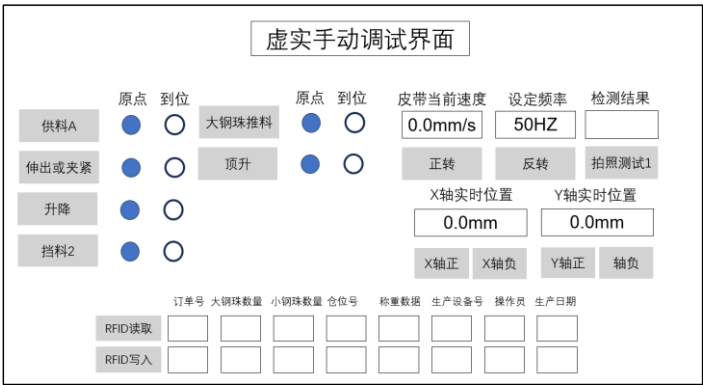 虚实手动调试界面
原点 到位 原点 到位 皮带当前速度 设定频率 检测结果
供料A 大钢珠推料 0.0mm/s 50HZ
伸出或夹紧 顶升 正转 反转 拍照测试1
X轴实时位置 Y轴实时位置
升降 0.0mm 0.0mm
挡料2 X轴正 X轴负 Y轴正 轴负
订单号 大钢珠数量 小钢珠数量 仓位号 称重数据 生产设备号 操作员 生产日期
RFID读取
RFID写入